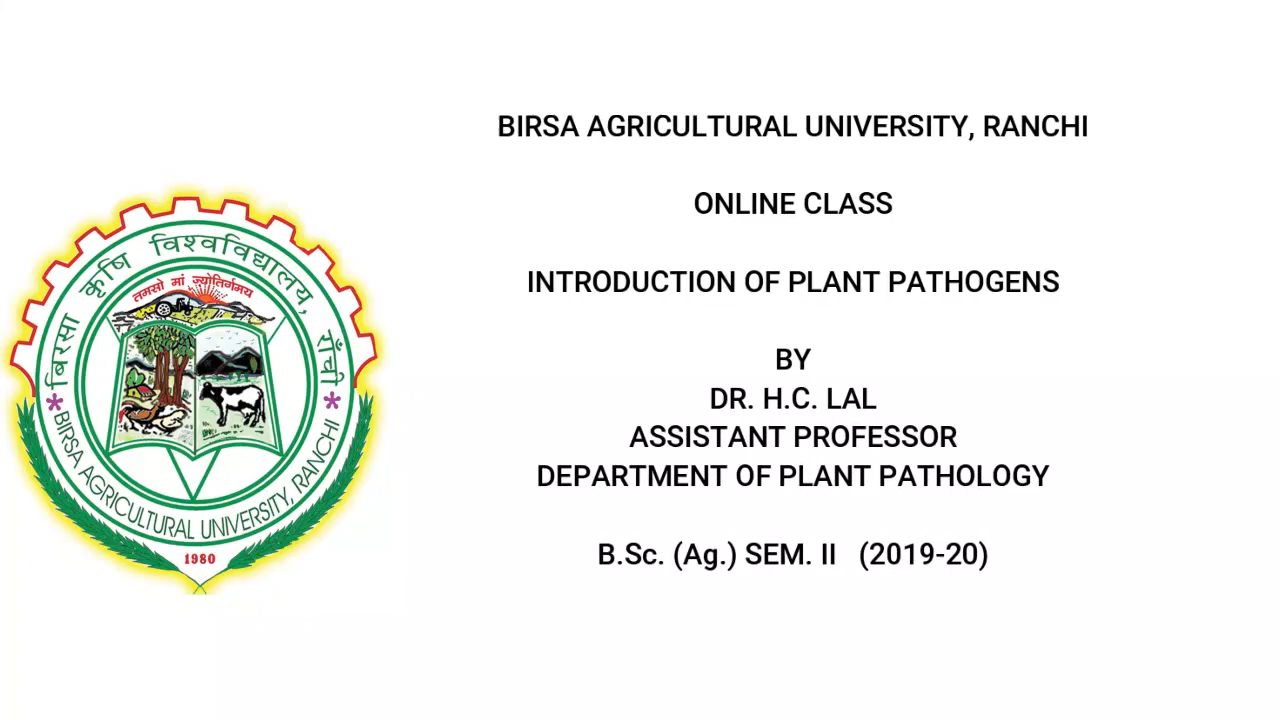 BIRSA AGRICULTURAL UNIVERSITY, RANCHI
ONLINE CLASS
INTRODUCTION OF PLANT PATHOGENS
BY
DR. H.C. LAL
ASSISTANT PROFESSOR
DEPARTMENT OF PLANT PATHOLOGY
B.Sc. (Ag.) SEM. II (2019-20)
बिरसा कृषि विश्वविद्यालय, राँची
तमसो मां ज्योतिर्गमय
BIRSA AGRICULTURAL UNIVERSITY, RANCHI
1980